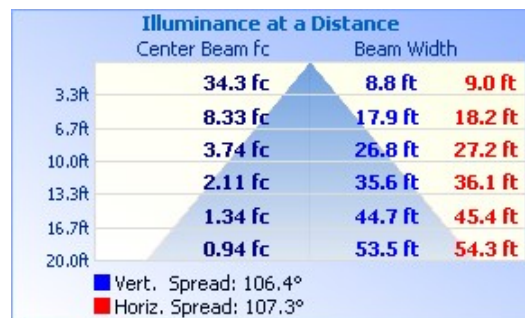 Illuminance at a Distance
Center Beam fc Beam Width
3.3ft 34.3 fc 8.8 ft 9.0 ft
6.7ft 8.33 fc 17.9 ft 18.2 ft
10.0ft 3.74 fc 26.8 ft 27.2 ft
13.3ft 2.11 fc 35.6 ft 36.1 ft
16.7ft 1.34 fc 44.7 ft 45.4 ft
20.0ft 0.94 fc 53.5 ft 54.3 ft
Vert. Spread: 106.4°
Horiz. Spread: 107.3°